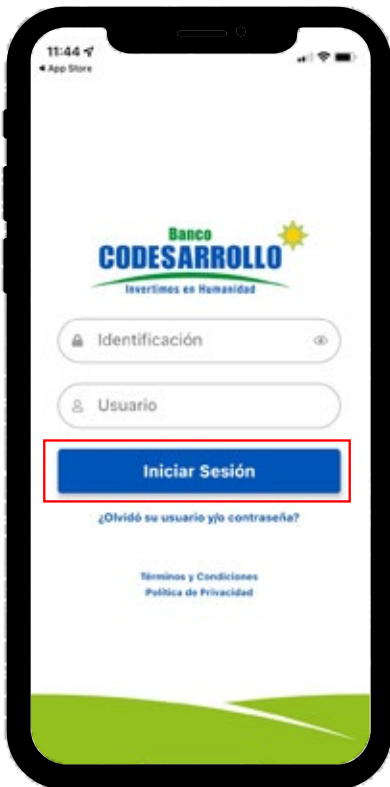 11:44
App Store
Banco
CODESARROLLO
Invertimos en Humanidad
Identificación
Usuario
Iniciar Sesión
¿Olvidó su usuario y/o contraseña?
Términos y Condiciones
Política de Privacidad